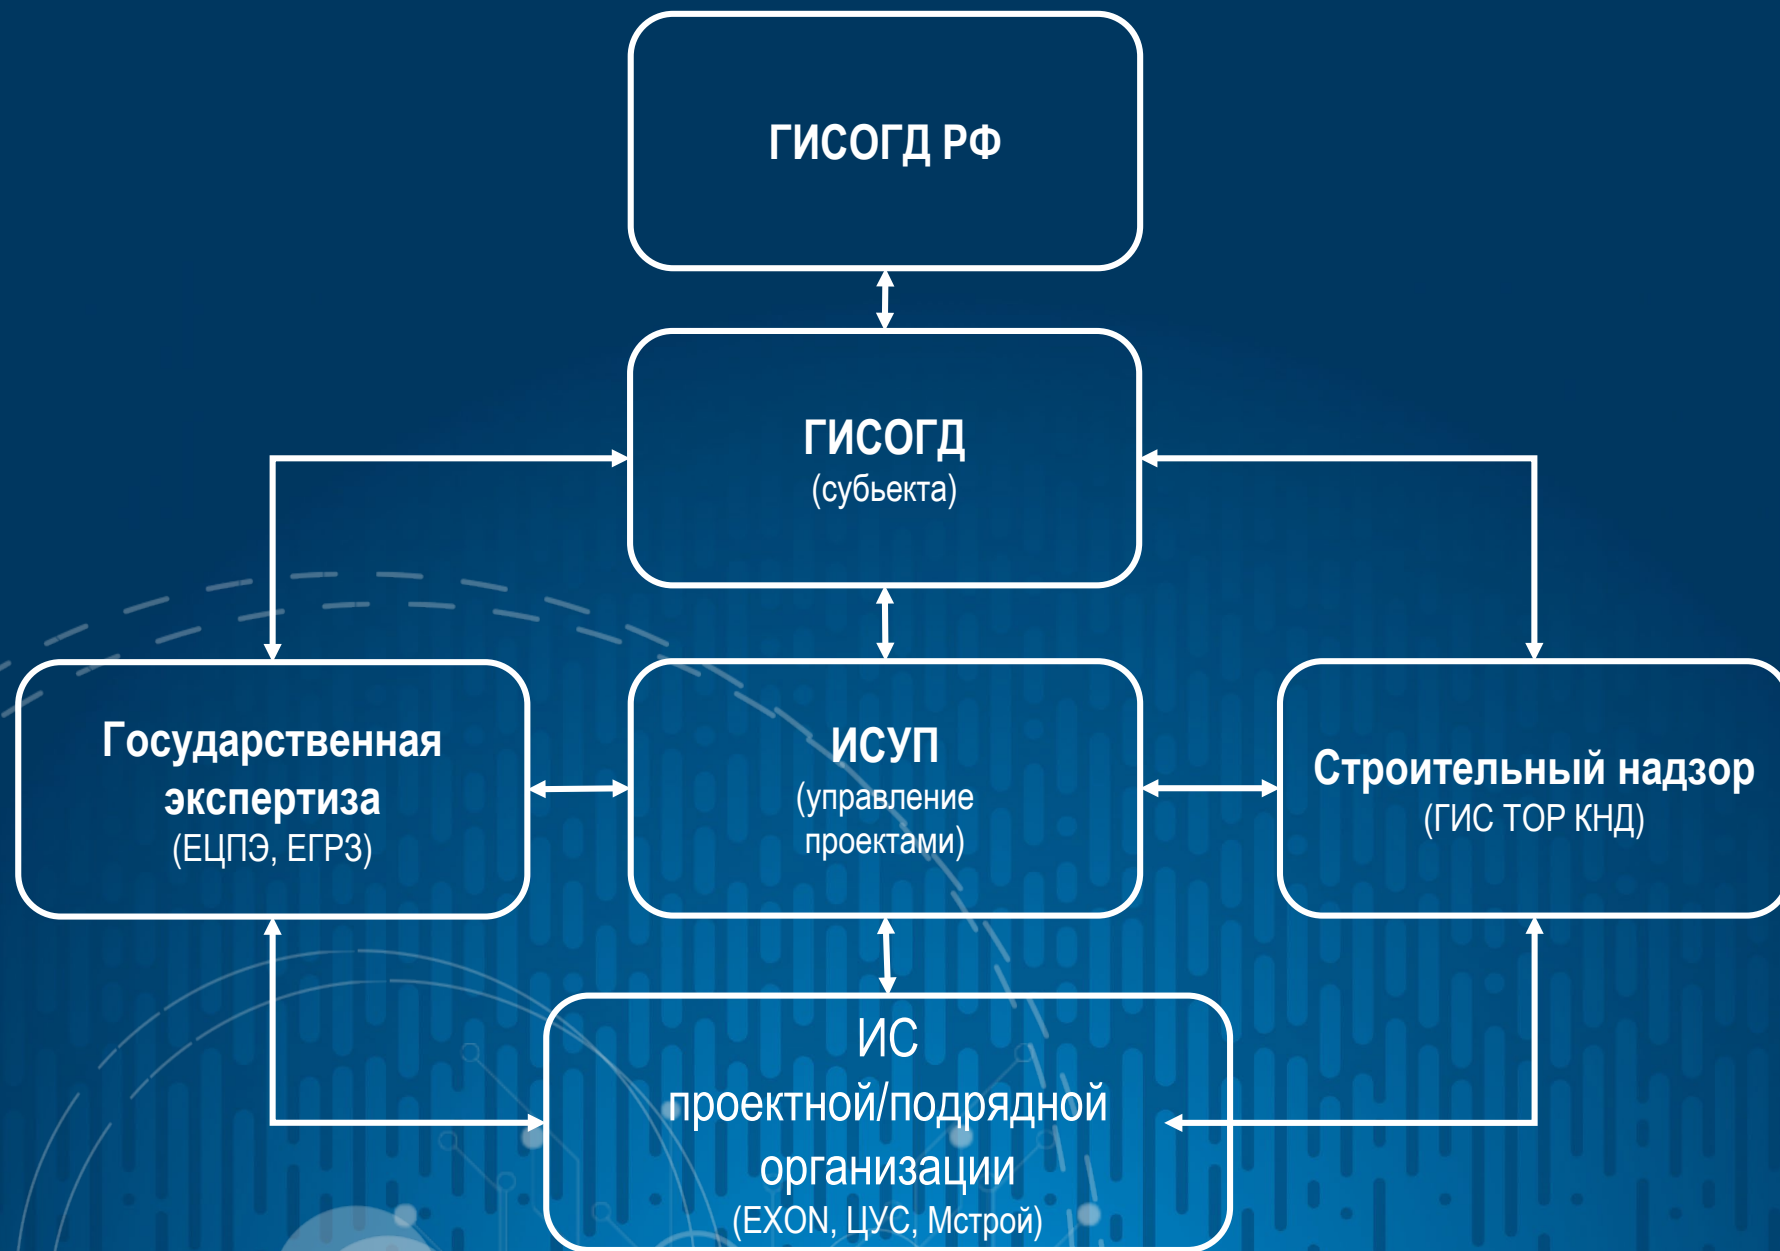 ГИСОГД РФ
ГИСОГД
(субьекта)
Государственная
экспертиза
(ЕЦПЭ, ЕГРЗ)
ИСУП
(управление
проектами)
Строительный надзор
(ГИС ТОР КНД)
ИС
проектной/подрядной
организации
(EXON, ЦУС, Мстрой)